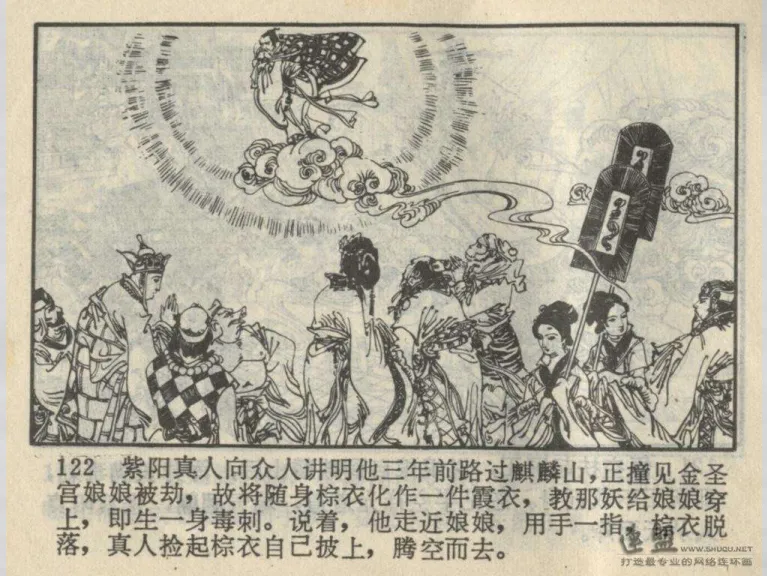 122 紫阳真人向众人讲明他三年前路过麒麟山，正撞见金圣
宫娘娘被劫，故将随身棕衣化作一件霞衣，教那妖给娘娘穿
上，即生一身毒刺。说着，他走近娘娘，用手一指，棕衣脱
落，真人捡起棕衣自己披上，腾空而去。
WWW.SHUQU.NET
打造最专业的网络连环画